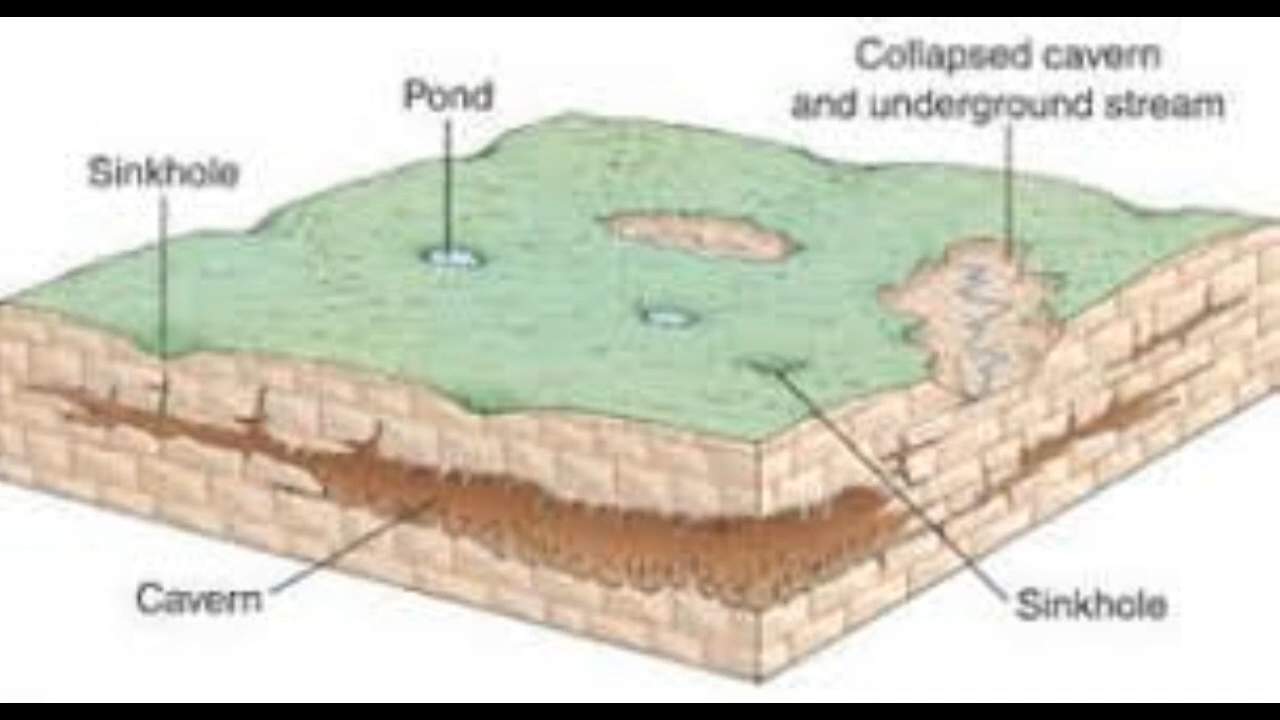 Collapsed cavern
and underground stream
Pond
Sinkhole
Cavern
Sinkhole